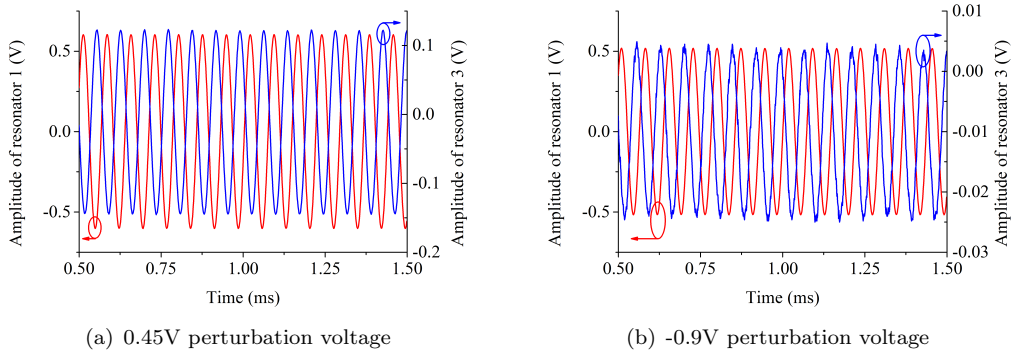 Amplitude of resonator 1 (V)
0.5
0.0
-0.5
0.1
0.0
-0.1
-0.2
Amplitude of resonator 3 (V)
0.50 0.75 1.00 1.25 1.50
Time (ms)
(a) 0.45V perturbation voltage
Amplitude of resonator 1 (V)
0.5
0.0
-0.5
0.01
0.00
-0.01
-0.02
-0.03
Amplitude of resonator 3 (V)
0.50 0.75 1.00 1.25 1.50
Time (ms)
(b) -0.9V perturbation voltage